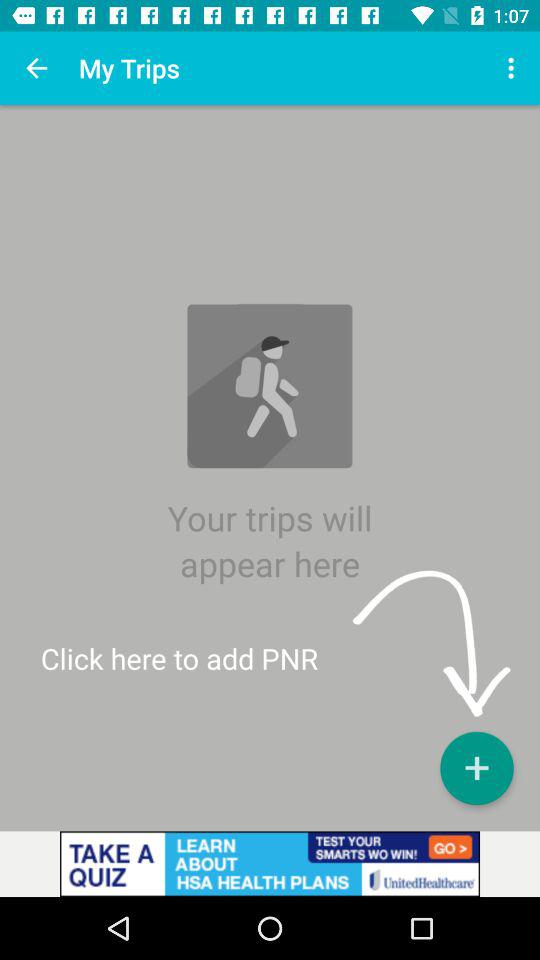 1:07
My Trips
Your trips will
appear here
Click here to add PNR
TAKE A
QUIZ
LEARN
ABOUT
HSA HEALTH PLANS
TEST YOUR
SMARTS WO WIN!
GO >
UnitedHealthcare